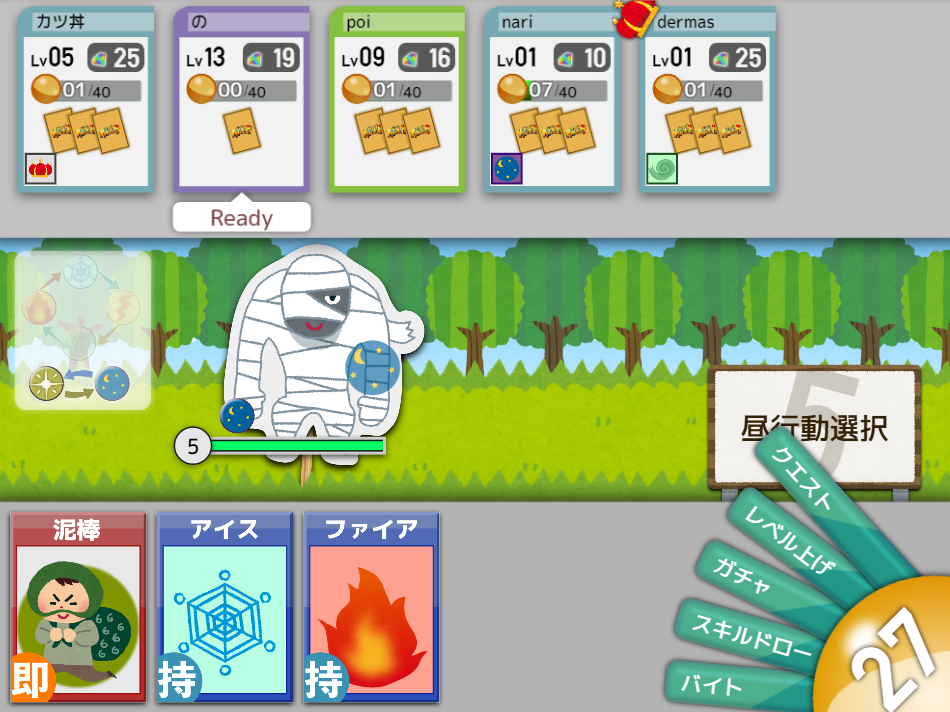 カツ丼
の
poi
nari
dermas
Lv05 25
Lv13 19
Lv09 16
Lv01 10
Lv01 25
01/40
00/40
01/40
07/40
01/40
Ready
5
5
昼行動選択
クエスト
レベル上げ
ガチャ
スキルドロー
バイト
27
泥棒
アイス
ファイア
即
持
持